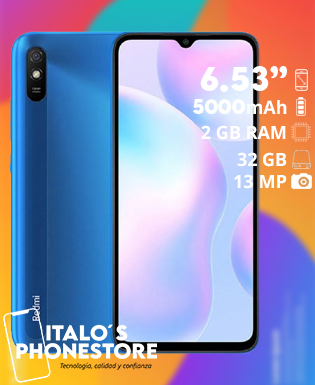 6.53”
5000mAh
2 GB RAM
32 GB
13 MP
Redmi
ITALO´S
PHONESTORE
Tecnología, calidad y confianza